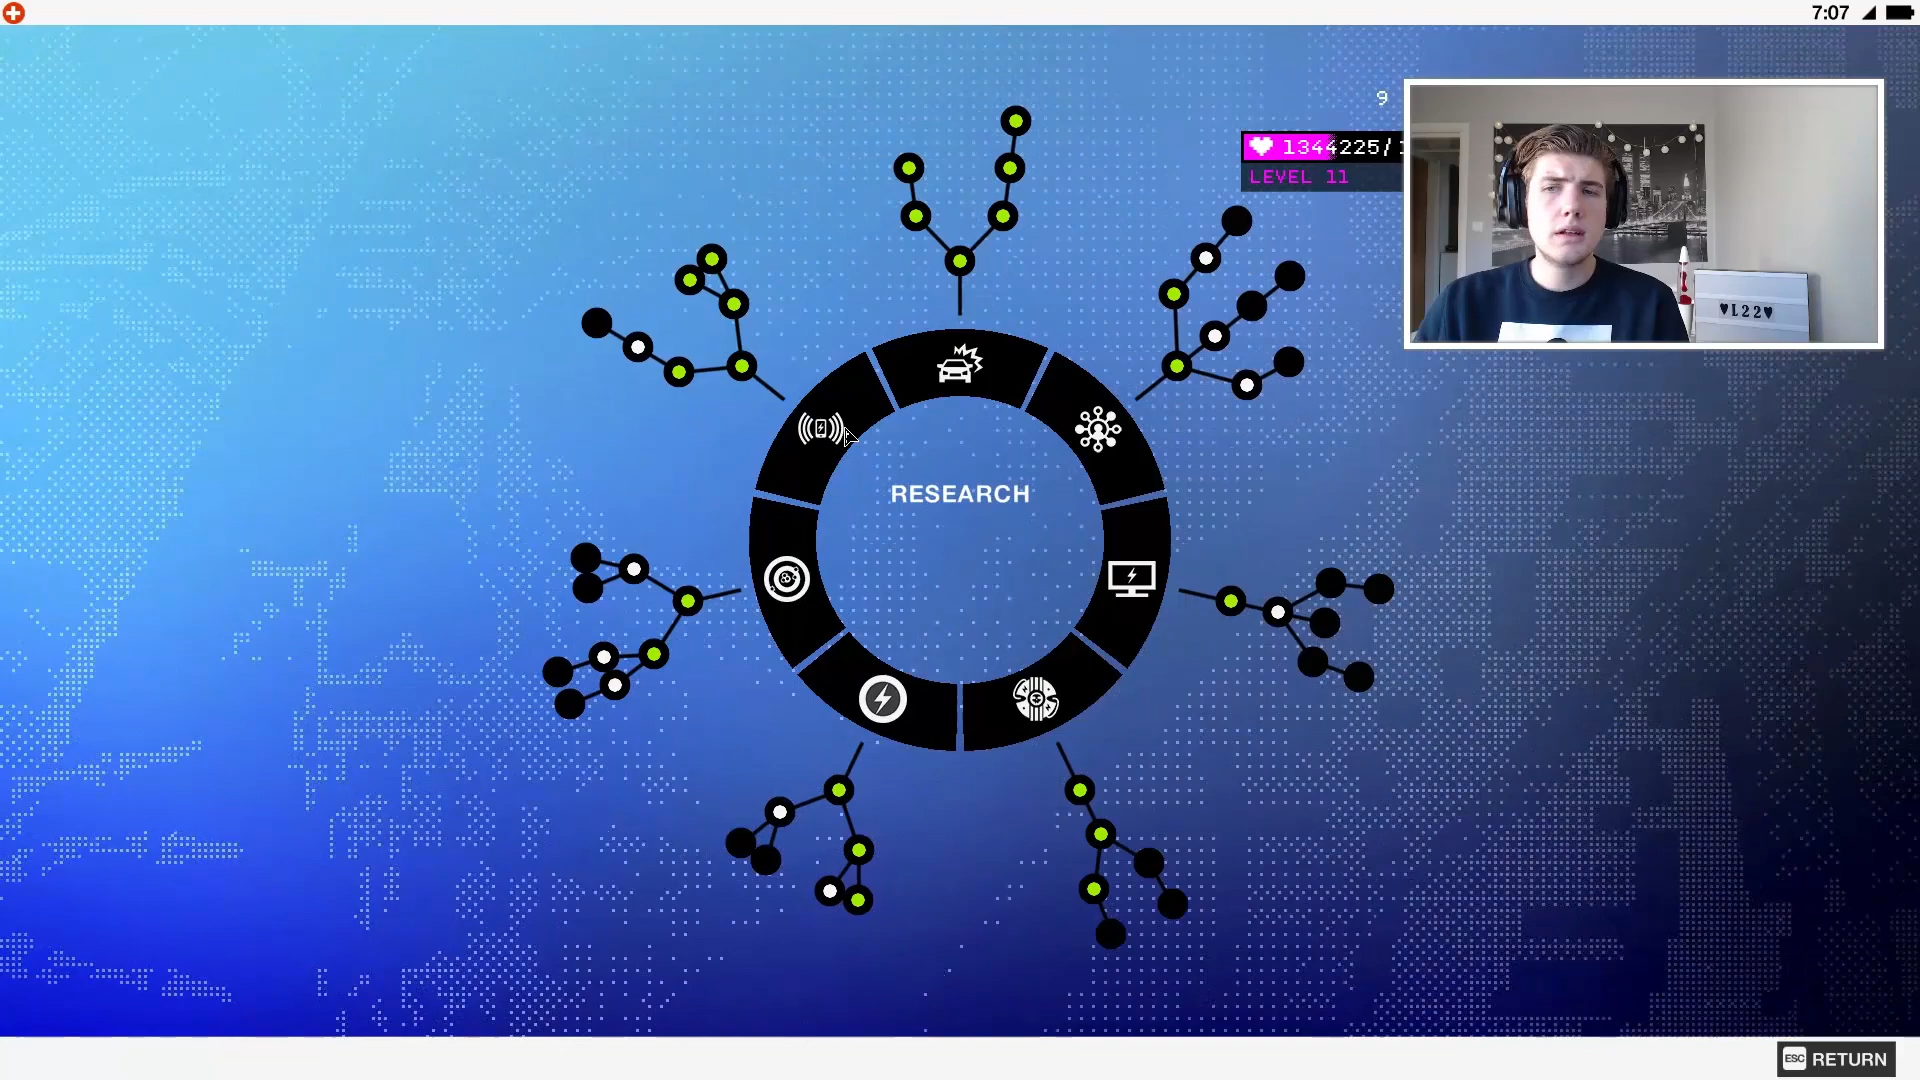 7:07
9
1344225/
LEVEL 11
♥L22♥
RESEARCH
ESC RETURN